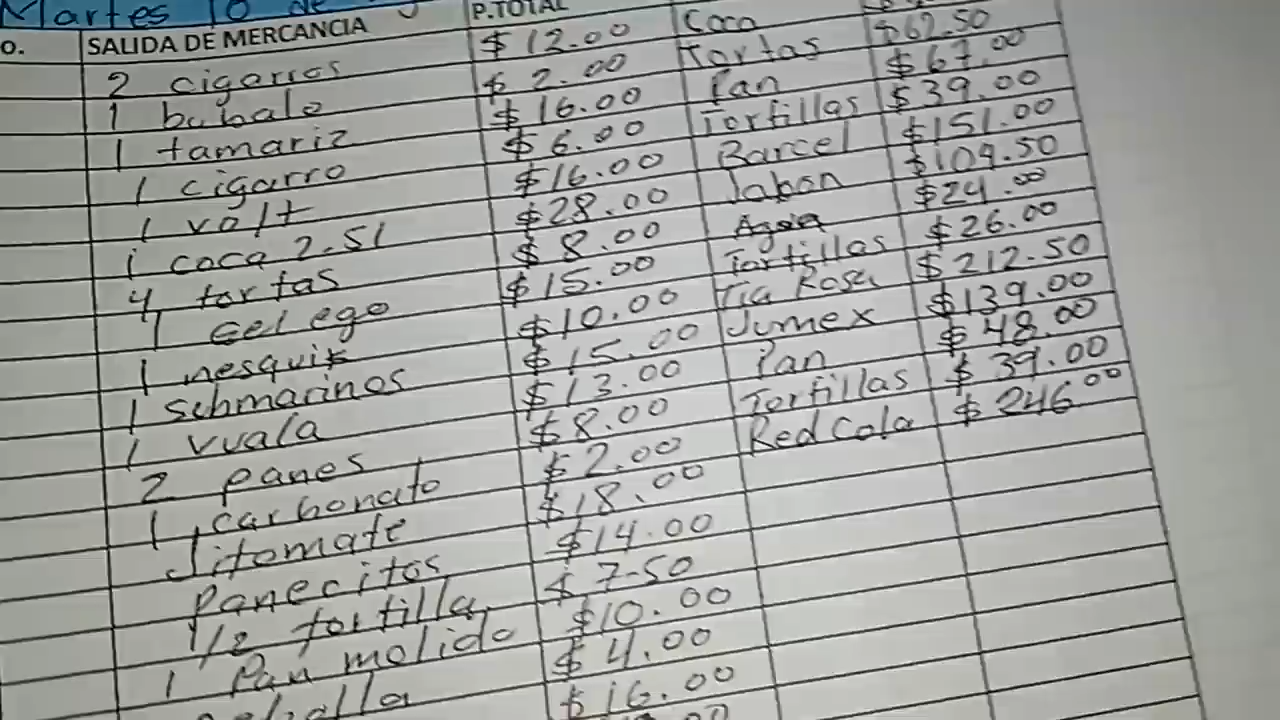 Martes 10 de
O. SALIDA DE MERCANCIA P.TOTAL
2 cigarros $12.00 Coca
1 bubalo $2.00 Tortas $62.50
1 tamariz $16.00 Pan $67.00
1 cigarro $6.00 Tortillas $39.00
1 volt $16.00 Barcel $151.00
1 coca 2.5l $28.00 Jabon $109.50
4 tortas $8.00 Agua $24.00
1 Gel ego $15.00 Tortillas $26.00
1 nesquik $10.00 Tia Rosa $212.50
1 submarinos $15.00 Jumex $139.00
1 vuala $13.00 Pan $48.00
2 panes $8.00 Tortillas $39.00
1 carbonato $2.00 Red Cola $246.00
Jitomate $18.00
Panecitos $14.00
1/2 tortilla $7.50
1 Pan molido $10.00
$4.00
$16.00